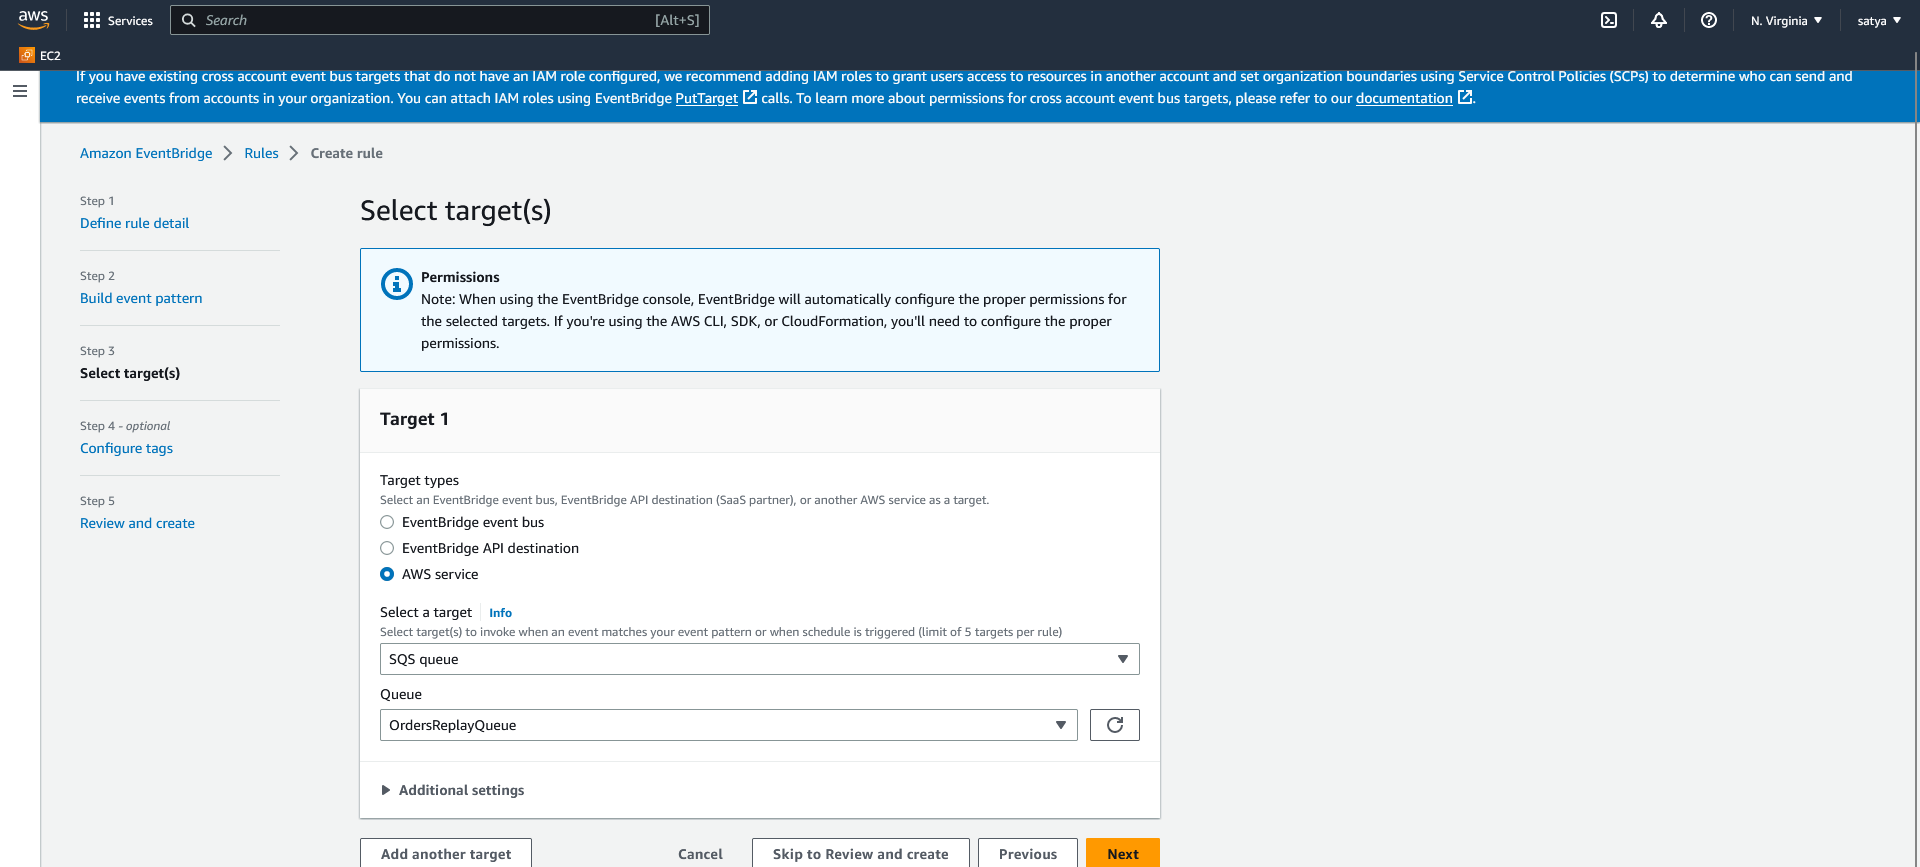 aws
Services
Search
[Alt+S]
N. Virginia
satya
EC2
If you have existing cross account event bus targets that do not have an IAM role configured, we recommend adding IAM roles to grant users access to resources in another account and set organization boundaries using Service Control Policies (SCPs) to determine who can send and
receive events from accounts in your organization. You can attach IAM roles using EventBridge PutTarget calls. To learn more about permissions for cross account event bus targets, please refer to our documentation .
Amazon EventBridge
Rules
Create rule
Step 1
Define rule detail
Step 2
Build event pattern
Step 3
Select target(s)
Step 4 - optional
Configure tags
Step 5
Review and create
Select target(s)
Permissions
Note: When using the EventBridge console, EventBridge will automatically configure the proper permissions for
the selected targets. If you're using the AWS CLI, SDK, or CloudFormation, you'll need to configure the proper
permissions.
Target 1
Target types
Select an EventBridge event bus, EventBridge API destination (SaaS partner), or another AWS service as a target.
EventBridge event bus
EventBridge API destination
AWS service
Select a target
Info
Select target(s) to invoke when an event matches your event pattern or when schedule is triggered (limit of 5 targets per rule)
SQS queue
Queue
OrdersReplayQueue
Additional settings
Add another target
Cancel
Skip to Review and create
Previous
Next